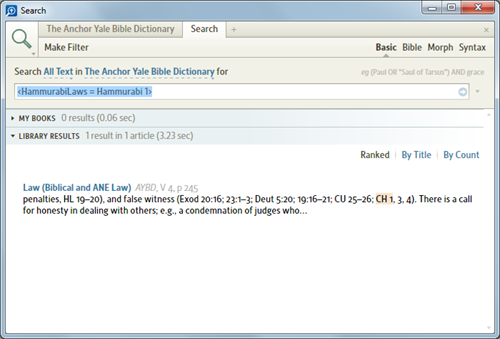 Search
The Anchor Yale Bible Dictionary Search + ×
Make Filter Basic Bible Morph Syntax
Search All Text in The Anchor Yale Bible Dictionary for eg (Paul OR "Saul of Tarsus") AND grace
<HammurabiLaws = Hammurabi 1>
MY BOOKS 0 results (0.06 sec)
LIBRARY RESULTS 1 result in 1 article (3.23 sec)
Ranked | By Title | By Count
Law (Biblical and ANE Law) AYBD, V 4, p 245
penalties, HL 19–20), and false witness (Exod 20:16; 23:1–3; Deut 5:20; 19:16–21; CU 25–26; CH 1, 3, 4). There is a call
for honesty in dealing with others; e.g., a condemnation of judges who...